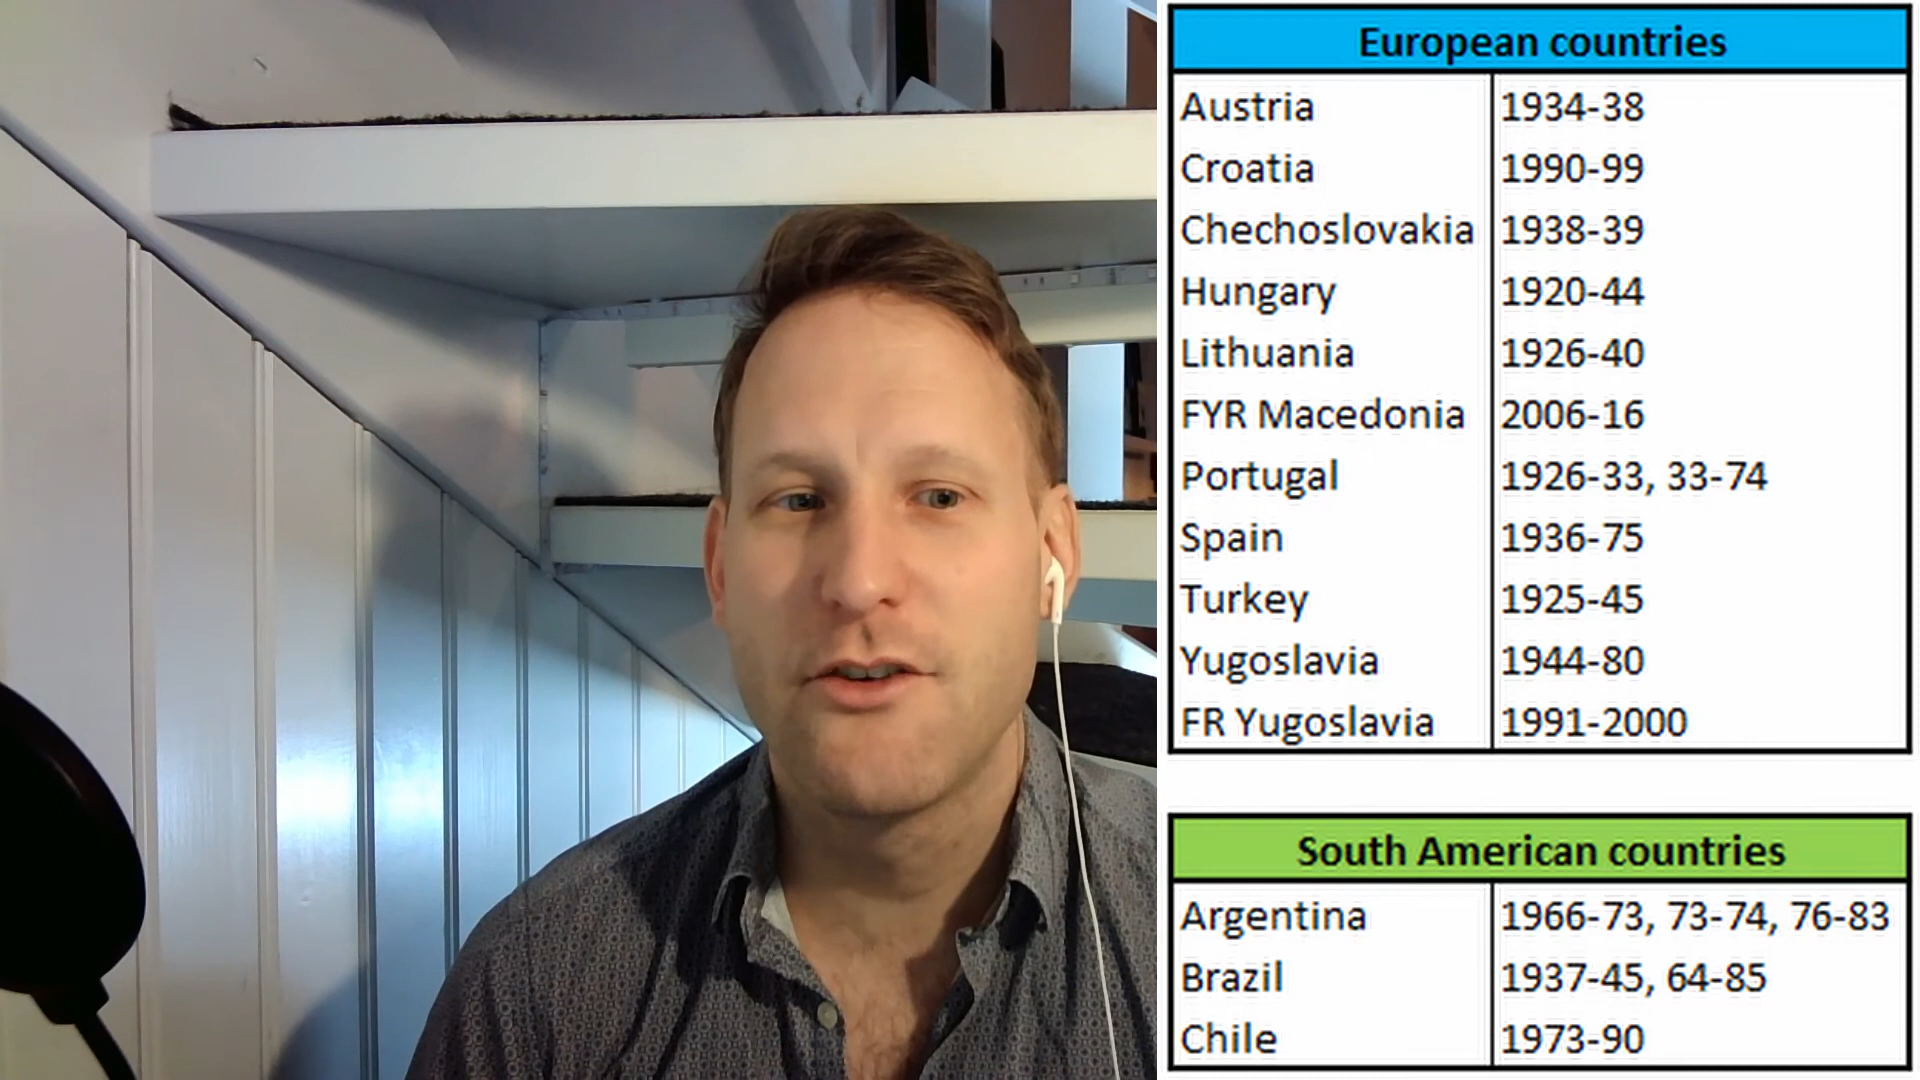 European countries
Austria 1934-38
Croatia 1990-99
Chechoslovakia 1938-39
Hungary 1920-44
Lithuania 1926-40
FYR Macedonia 2006-16
Portugal 1926-33, 33-74
Spain 1936-75
Turkey 1925-45
Yugoslavia 1944-80
FR Yugoslavia 1991-2000
South American countries
Argentina 1966-73, 73-74, 76-83
Brazil 1937-45, 64-85
Chile 1973-90